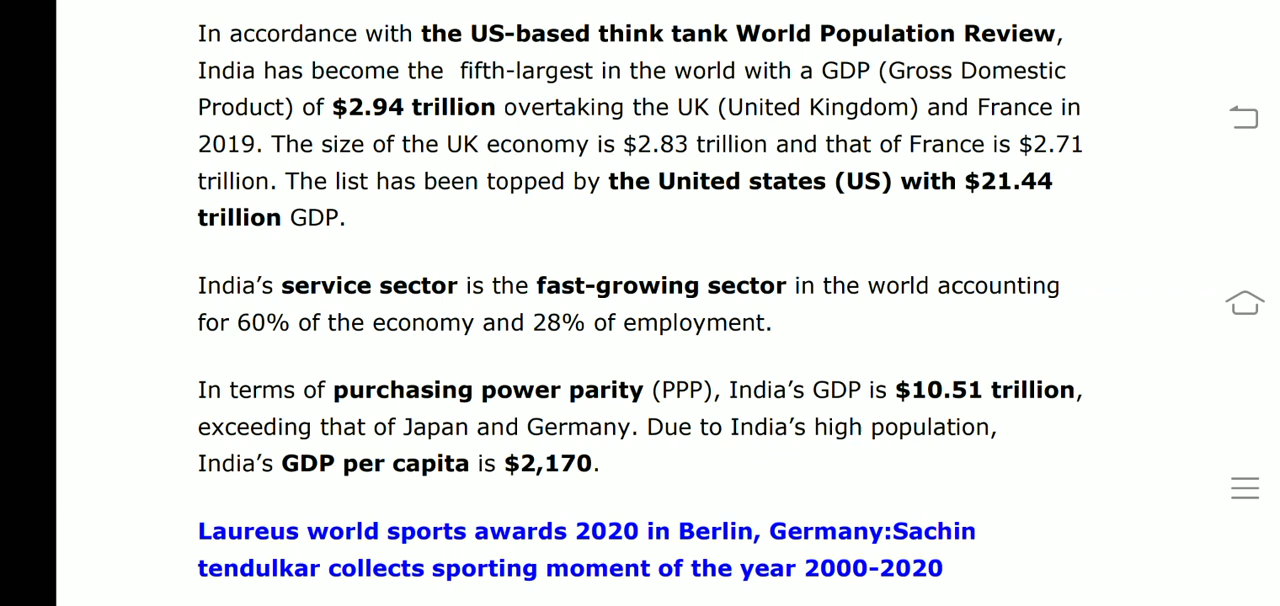 In accordance with the US-based think tank World Population Review,
India has become the fifth-largest in the world with a GDP (Gross Domestic
Product) of $2.94 trillion overtaking the UK (United Kingdom) and France in
2019. The size of the UK economy is $2.83 trillion and that of France is $2.71
trillion. The list has been topped by the United states (US) with $21.44
trillion GDP.
India’s service sector is the fast-growing sector in the world accounting
for 60% of the economy and 28% of employment.
In terms of purchasing power parity (PPP), India’s GDP is $10.51 trillion,
exceeding that of Japan and Germany. Due to India’s high population,
India’s GDP per capita is $2,170.
Laureus world sports awards 2020 in Berlin, Germany:Sachin
tendulkar collects sporting moment of the year 2000-2020